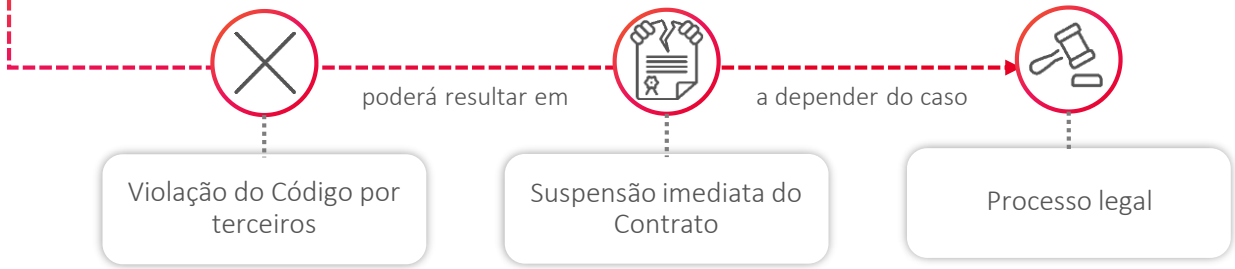 poderá resultar em
a depender do caso
Violação do Código por
terceiros
Suspensão imediata do
Contrato
Processo legal